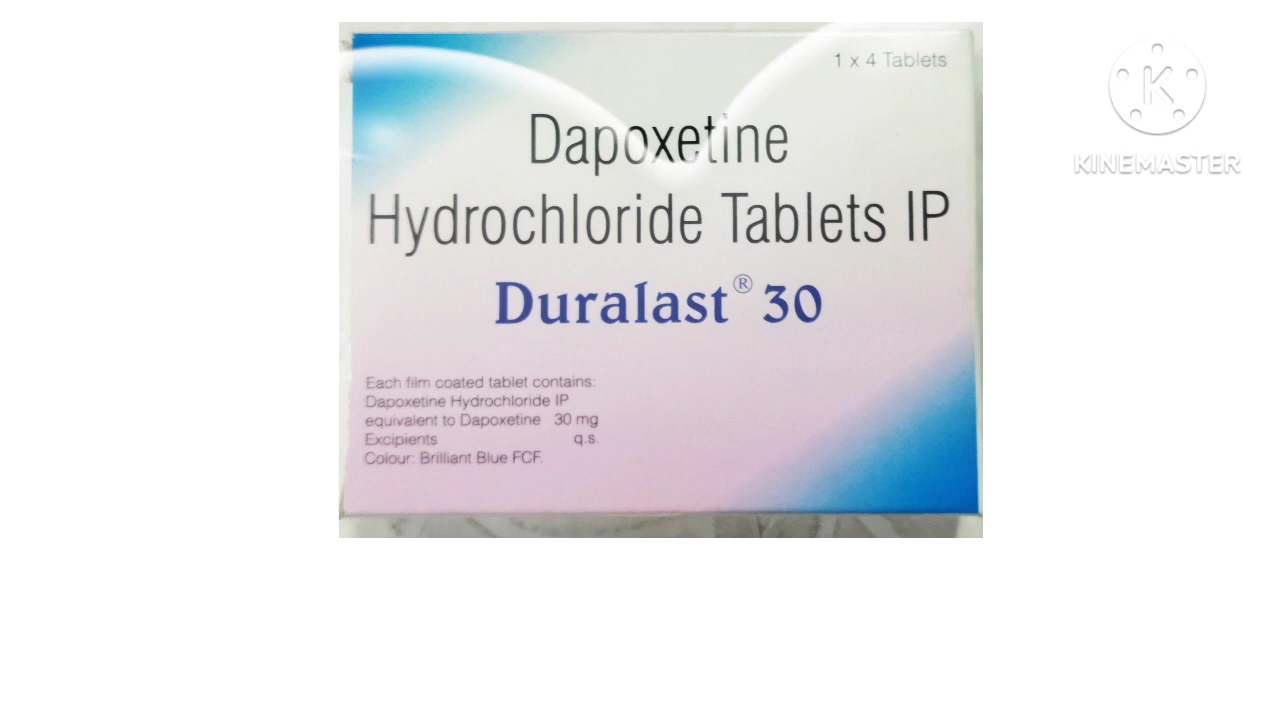 1 x 4 Tablets
Dapoxetine
Hydrochloride Tablets IP
Duralast® 30
Each film coated tablet contains:
Dapoxetine Hydrochloride IP
equivalent to Dapoxetine 30 mg
Excipients q.s.
Colour: Brilliant Blue FCF.
K
KINEMASTER